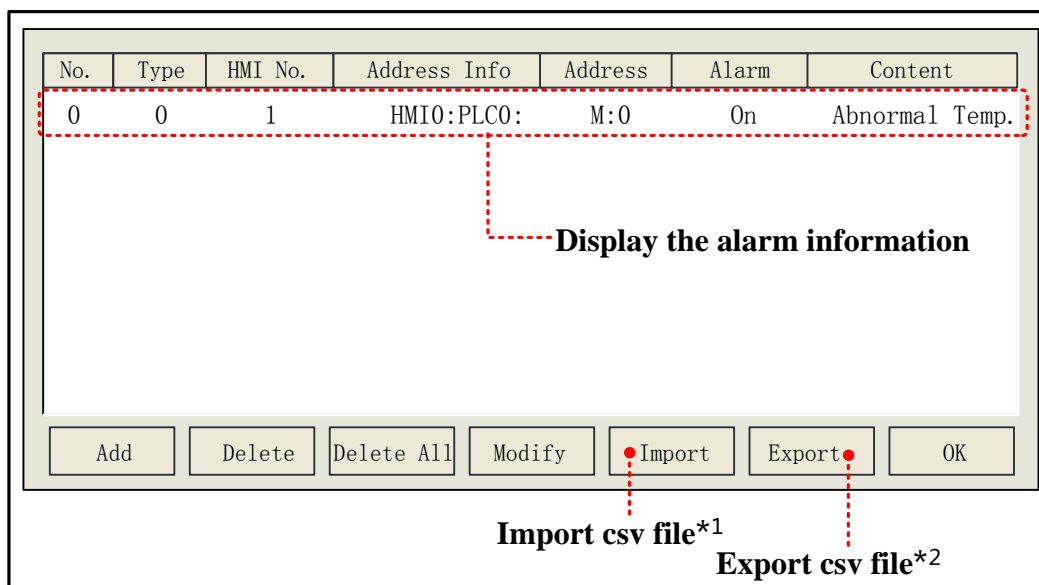 No. Type HMI No. Address Info Address Alarm Content
0 0 1 HMI0:PLC0: M:0 On Abnormal Temp.
Display the alarm information
Add Delete Delete All Modify Import Export OK
Import csv file*1
Export csv file*2